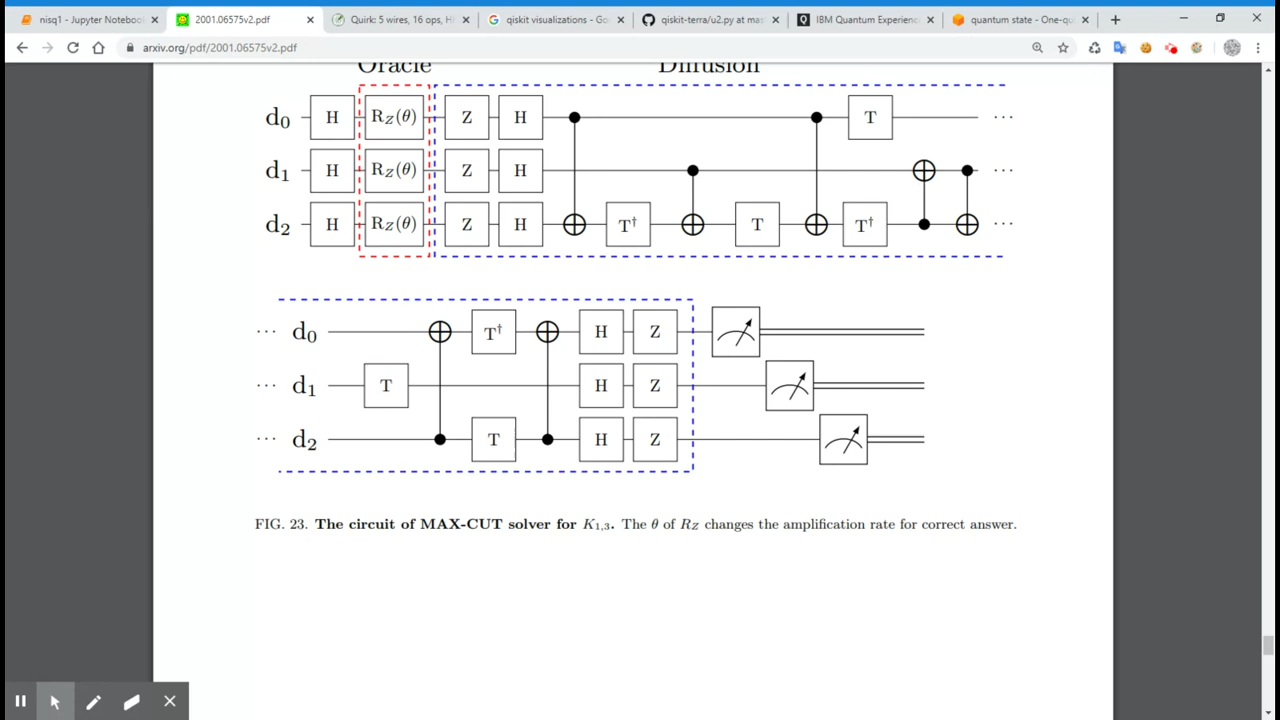 nisq1 - Jupyter Notebook
2001.06575v2.pdf
Quirk: 5 wires, 16 ops, H
qiskit visualizations - Goo
qiskit-terra/u2.py at mas
IBM Quantum Experienc
quantum state - One-qu
arxiv.org/pdf/2001.06575v2.pdf
Oracle Diffusion
d0 H RZ(θ) Z H T ···
d1 H RZ(θ) Z H ···
d2 H RZ(θ) Z H T† T T† ···
··· d0 T† H Z
··· d1 T H Z
··· d2 T H Z
FIG. 23. The circuit of MAX-CUT solver for K1,3. The θ of RZ changes the amplification rate for correct answer.